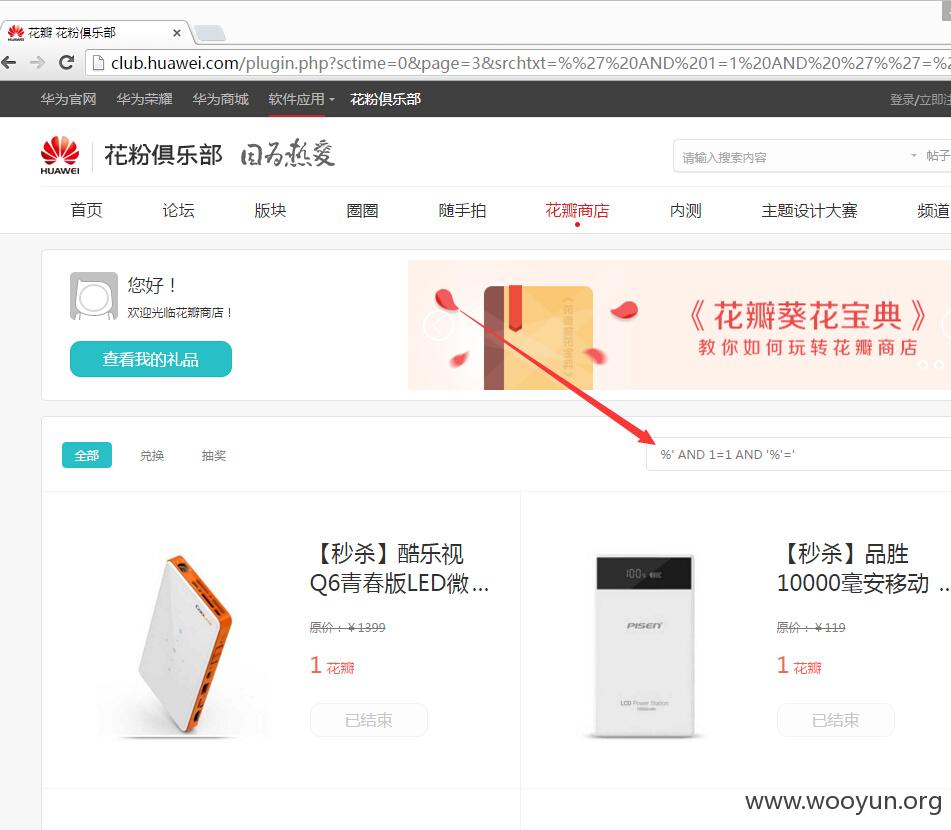 花瓣 花粉俱乐部
club.huawei.com/plugin.php?sctime=0&page=3&srchtxt=%%27%20AND%201=1%20AND%20%27%%27=%2
华为官网 华为荣耀 华为商城 软件应用 花粉俱乐部 登录/立即注
HUAWEI 花粉俱乐部 因为热爱
请输入搜索内容 帖子
首页 论坛 版块 圈圈 随手拍 花瓣商店 内测 主题设计大赛 频道
您好！
欢迎光临花瓣商店！
查看我的礼品
花瓣葵花宝典
《花瓣葵花宝典》
教你如何玩转花瓣商店
全部 兑换 抽奖
%' AND 1=1 AND '%'='
【秒杀】酷乐视
Q6青春版LED微...
原价：￥1399
1 花瓣
已结束
【秒杀】品胜
10000毫安移动 ...
原价：￥119
1 花瓣
已结束
100%
PISEN
LCD Power Station
www.wooyun.org